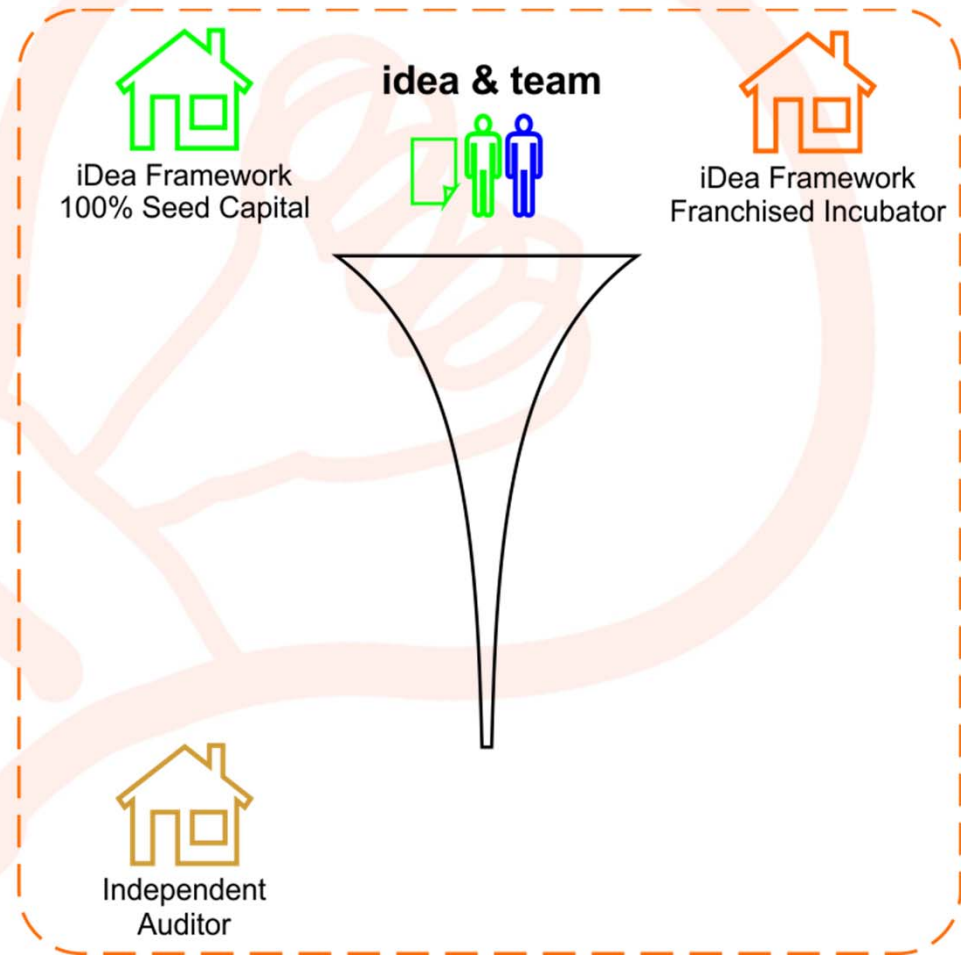 idea & team
iDea Framework
100% Seed Capital
iDea Framework
Franchised Incubator
Independent
Auditor